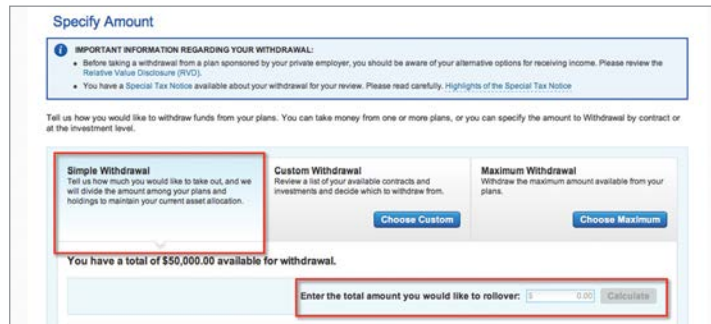 Specify Amount
IMPORTANT INFORMATION REGARDING YOUR WITHDRAWAL:
• Before taking a withdrawal from a plan sponsored by your private employer, you should be aware of your alternative options for receiving income. Please review the
Relative Value Disclosure (RVD).
• You have a Special Tax Notice available about your withdrawal for your review. Please read carefully. Highlights of the Special Tax Notice
Tell us how you would like to withdraw funds from your plans. You can take money from one or more plans, or you can specify the amount to Withdrawal by contract or
at the investment level.
Simple Withdrawal
Tell us how much you would like to take out, and we
will divide the amount among your plans and
holdings to maintain your current asset allocation.
Custom Withdrawal
Review a list of your available contracts and
investments and decide which to withdraw from.
Choose Custom
Maximum Withdrawal
Withdraw the maximum amount available from your
plans.
Choose Maximum
You have a total of $50,000.00 available for withdrawal.
Enter the total amount you would like to rollover: $ 0.00 Calculate